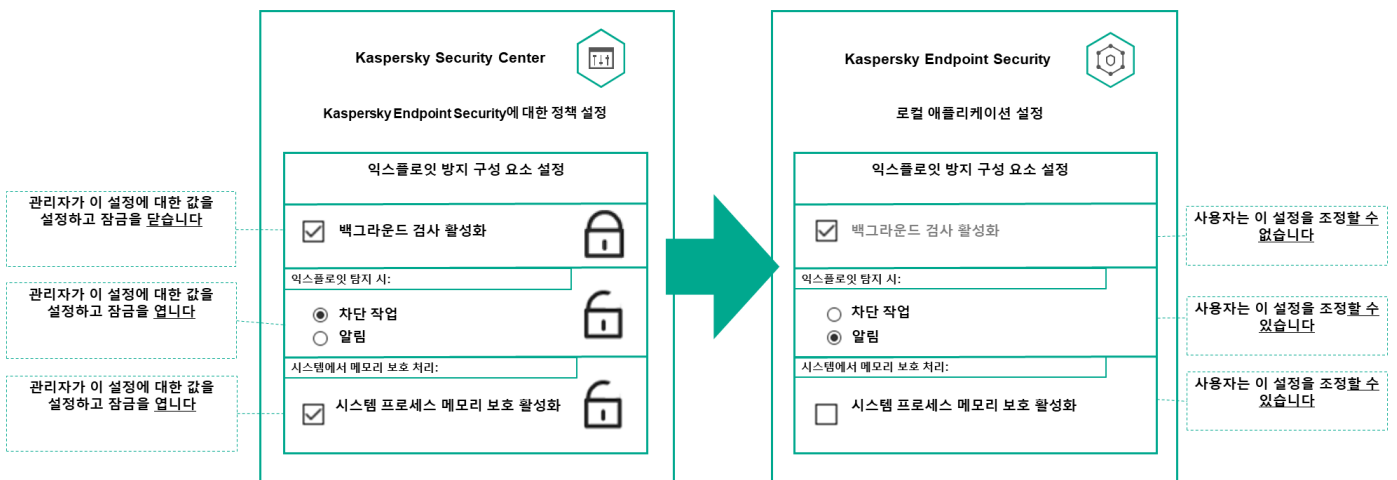 Kaspersky Security Center
Kaspersky Endpoint Security에 대한 정책 설정
익스플로잇 방지 구성 요소 설정
관리자가 이 설정에 대한 값을
설정하고 잠금을 닫습니다
백그라운드 검사 활성화
익스플로잇 탐지 시:
관리자가 이 설정에 대한 값을
설정하고 잠금을 엽니다
차단 작업
알림
시스템에서 메모리 보호 처리:
관리자가 이 설정에 대한 값을
설정하고 잠금을 엽니다
시스템 프로세스 메모리 보호 활성화
Kaspersky Endpoint Security
로컬 애플리케이션 설정
익스플로잇 방지 구성 요소 설정
백그라운드 검사 활성화
사용자는 이 설정을 조정할 수
없습니다
익스플로잇 탐지 시:
차단 작업
알림
사용자는 이 설정을 조정할 수
있습니다
시스템에서 메모리 보호 처리:
시스템 프로세스 메모리 보호 활성화
사용자는 이 설정을 조정할 수
있습니다